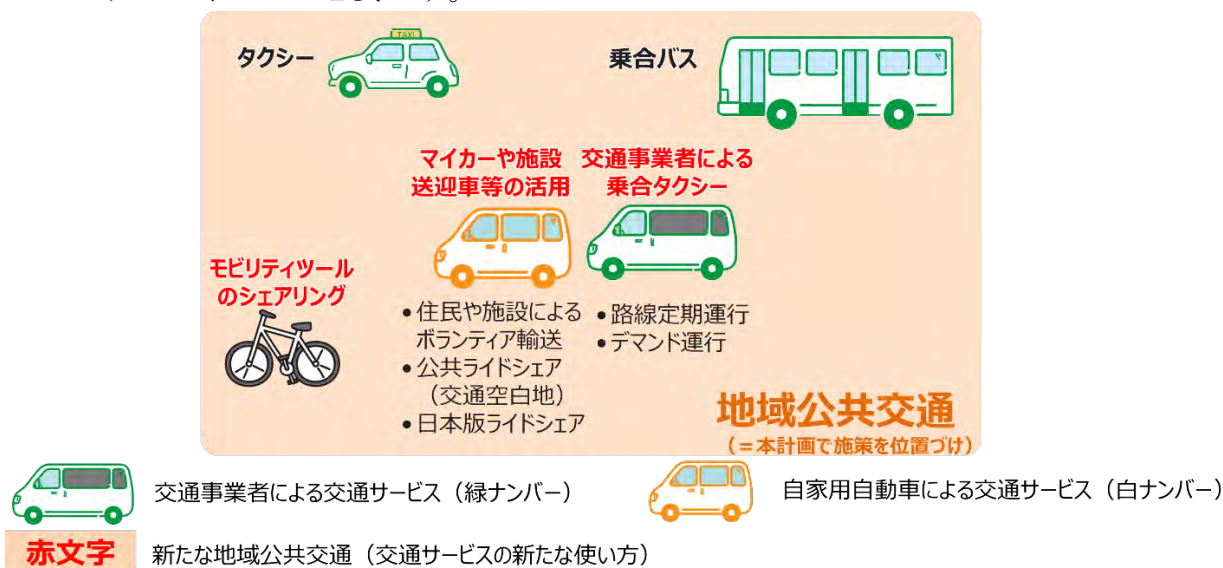 タクシー
TAXI
乗合バス
マイカーや施設
送迎車等の活用
交通事業者による
乗合タクシー
モビリティツール
のシェアリング
•住民や施設による
ボランティア輸送
•公共ライドシェア
（交通空白地）
•日本版ライドシェア
•路線定期運行
•デマンド運行
地域公共交通
（＝本計画で施策を位置づけ）
交通事業者による交通サービス（緑ナンバー）
自家用自動車による交通サービス（白ナンバー）
赤文字 新たな地域公共交通（交通サービスの新たな使い方）